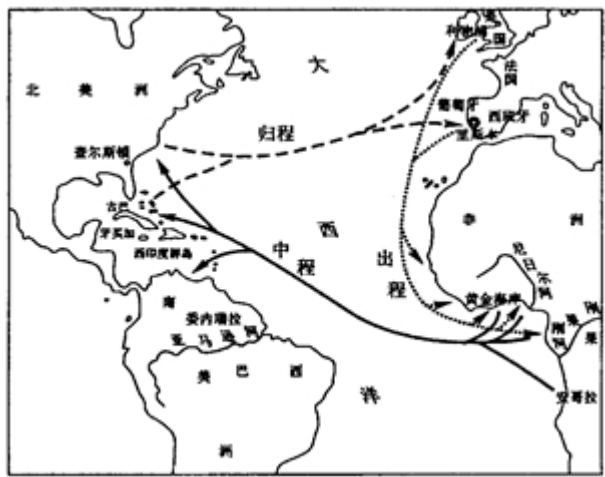 大
西
洋
北美洲
英国
利物浦
法国
葡萄牙
西班牙
里斯本
归程
查尔斯顿
古巴
牙买加
西印度群岛
中程
出程
非洲
尼日尔河
黄金海岸
刚果河
安哥拉
南美洲
委内瑞拉
亚马逊河
巴西